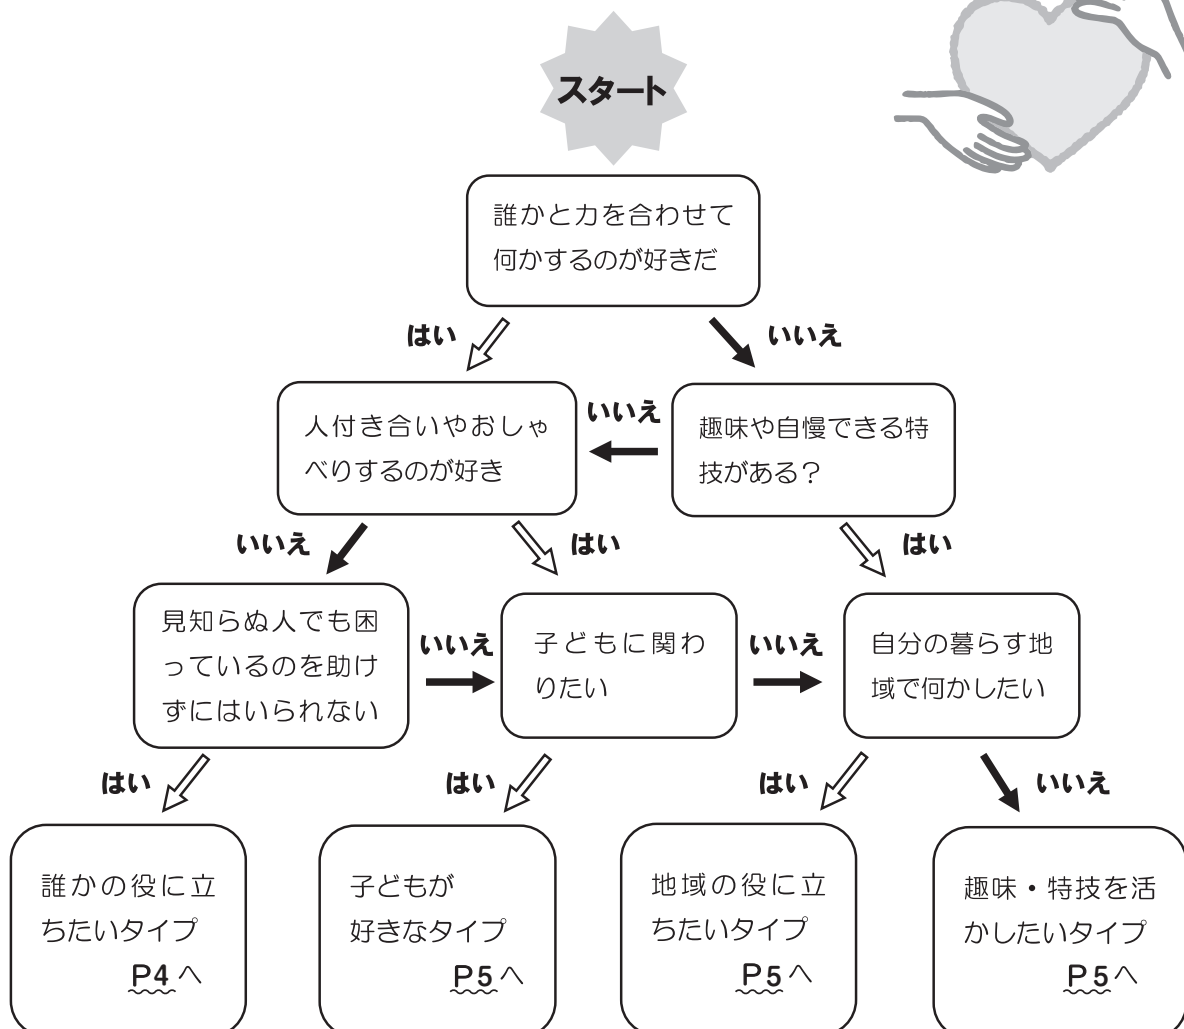 スタート
誰かと力を合わせて
何かするのが好きだ
はい
いいえ
人付き合いやおしゃ
べりするのが好き
いいえ
趣味や自慢できる特
技がある？
いいえ
はい
はい
見知らぬ人でも困
っているのを助け
ずにはいられない
いいえ
子どもに関わ
りたい
いいえ
自分の暮らす地
域で何かしたい
はい
はい
はい
いいえ
誰かの役に立
ちたいタイプ
P4へ
子どもが
好きなタイプ
P5へ
地域の役に立
ちたいタイプ
P5へ
趣味・特技を活
かしたいタイプ
P5へ